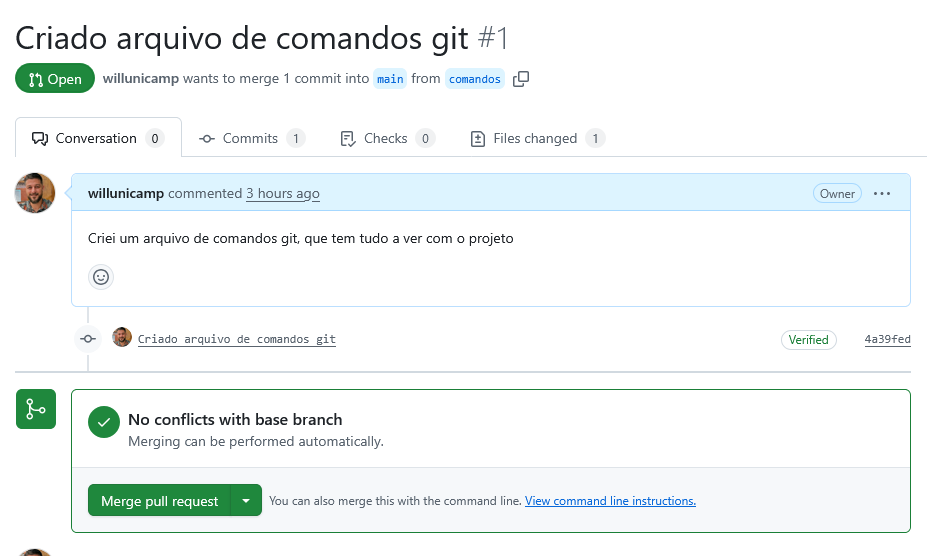 Criado arquivo de comandos git #1
Open willunicamp wants to merge 1 commit into main from comandos
Conversation 0 Commits 1 Checks 0 Files changed 1
willunicamp commented 3 hours ago Owner ...
Criei um arquivo de comandos git, que tem tudo a ver com o projeto
Criado arquivo de comandos git Verified 4a39fed
No conflicts with base branch
Merging can be performed automatically.
Merge pull request You can also merge this with the command line. View command line instructions.